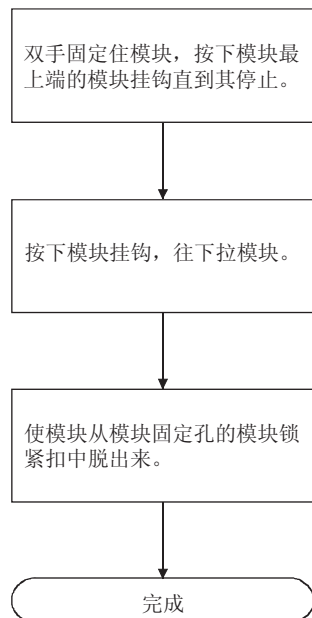 双手固定住模块，按下模块最
上端的模块挂钩直到其停止。
按下模块挂钩，往下拉模块。
使模块从模块固定孔的模块锁
紧扣中脱出来。
完成